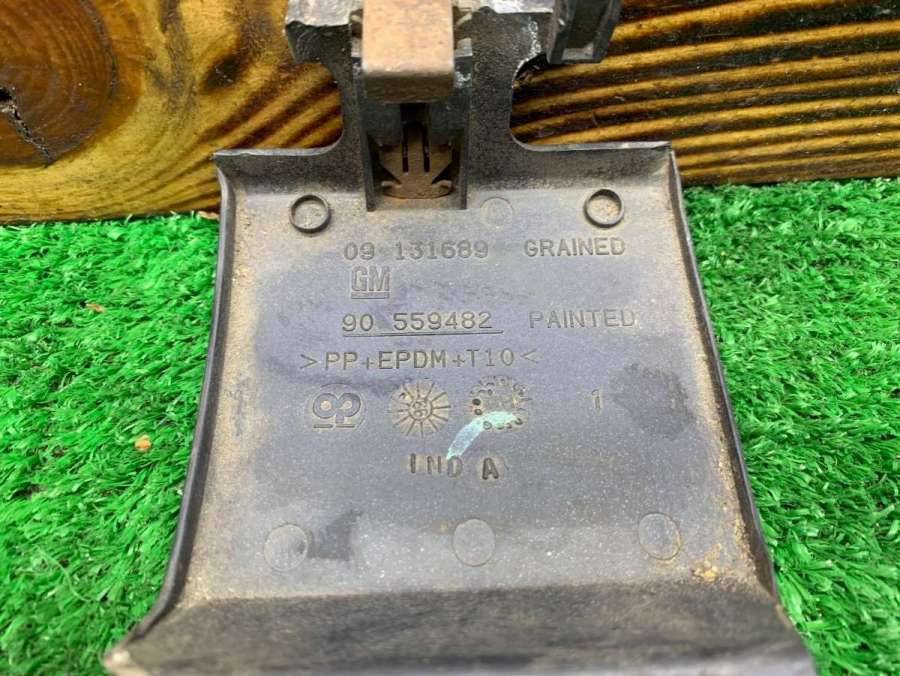 09 131689 GRAINED
GM
90 559482 PAINTED
>PP+EPDM+T10<
1
IND A